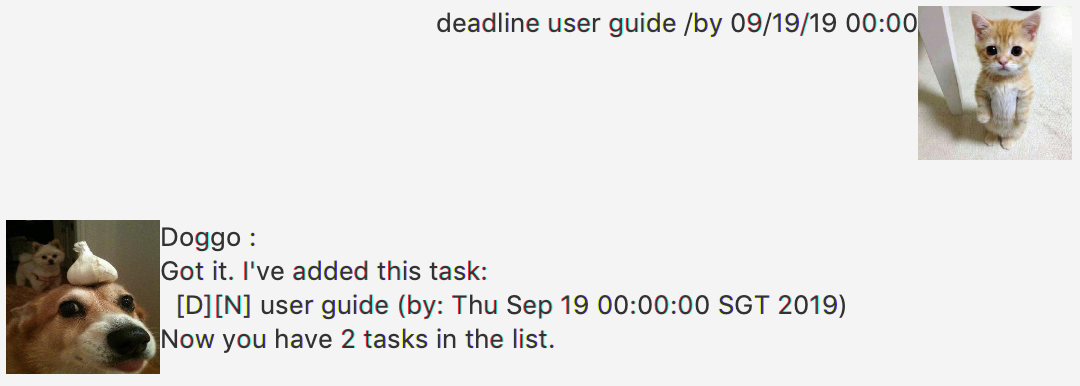 deadline user guide /by 09/19/19 00:00
Doggo :
Got it. I've added this task:
[D][N] user guide (by: Thu Sep 19 00:00:00 SGT 2019)
Now you have 2 tasks in the list.